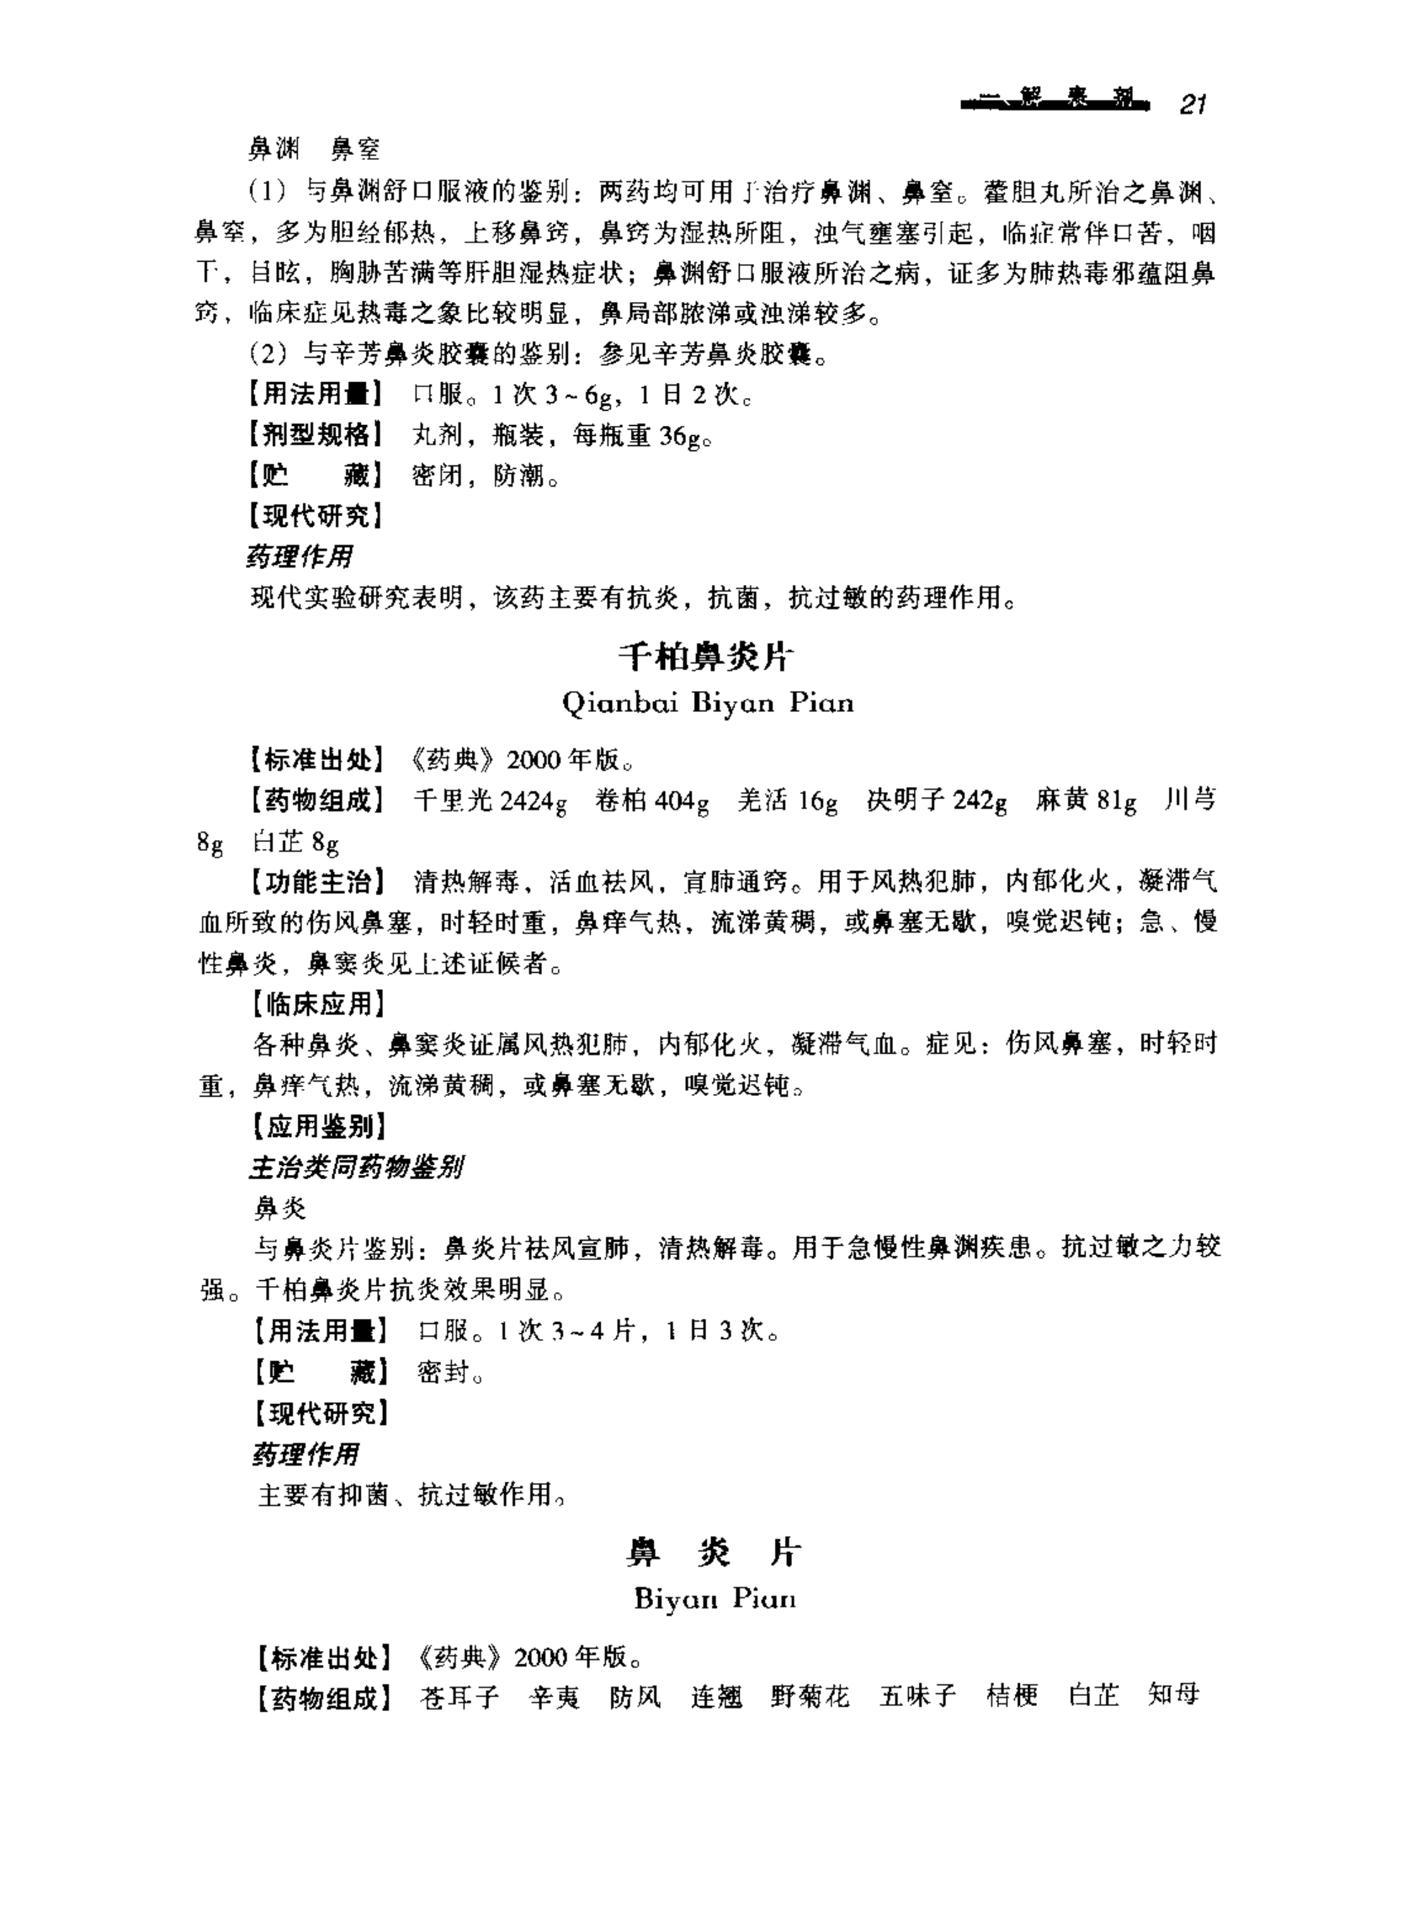 一、解表剂 21
鼻渊 鼻窒
（1）与鼻渊舒口服液的鉴别：两药均可用于治疗鼻渊、鼻窒。藿胆丸所治之鼻渊、
鼻窒，多为胆经郁热，上移鼻窍，鼻窍为湿热所阻，浊气壅塞引起，临症常伴口苦，咽
干，目眩，胸胁苦满等肝胆湿热症状；鼻渊舒口服液所治之病，证多为肺热毒邪蕴阻鼻
窍，临床症见热毒之象比较明显，鼻局部脓涕或浊涕较多。
（2）与辛芳鼻炎胶囊的鉴别：参见辛芳鼻炎胶囊。
【用法用量】 口服。1次3~6g，1日2次。
【剂型规格】 丸剂，瓶装，每瓶重36g。
【贮 藏】 密闭，防潮。
【现代研究】
药理作用
现代实验研究表明，该药主要有抗炎，抗菌，抗过敏的药理作用。
千柏鼻炎片
Qianbai Biyan Pian
【标准出处】《药典》2000年版。
【药物组成】 千里光2424g 卷柏404g 羌活16g 决明子242g 麻黄81g 川芎
8g 白芷8g
【功能主治】 清热解毒，活血祛风，宣肺通窍。用于风热犯肺，内郁化火，凝滞气
血所致的伤风鼻塞，时轻时重，鼻痒气热，流涕黄稠，或鼻塞无歇，嗅觉迟钝；急、慢
性鼻炎，鼻窦炎见上述证候者。
【临床应用】
各种鼻炎、鼻窦炎证属风热犯肺，内郁化火，凝滞气血。症见：伤风鼻塞，时轻时
重，鼻痒气热，流涕黄稠，或鼻塞无歇，嗅觉迟钝。
【应用鉴别】
主治类同药物鉴别
鼻炎
与鼻炎片鉴别：鼻炎片祛风宣肺，清热解毒。用于急慢性鼻渊疾患。抗过敏之力较
强。千柏鼻炎片抗炎效果明显。
【用法用量】 口服。1次3~4片，1日3次。
【贮 藏】 密封。
【现代研究】
药理作用
主要有抑菌、抗过敏作用。
鼻 炎 片
Biyan Pian
【标准出处】《药典》2000年版。
【药物组成】 苍耳子 辛夷 防风 连翘 野菊花 五味子 桔梗 白芷 知母